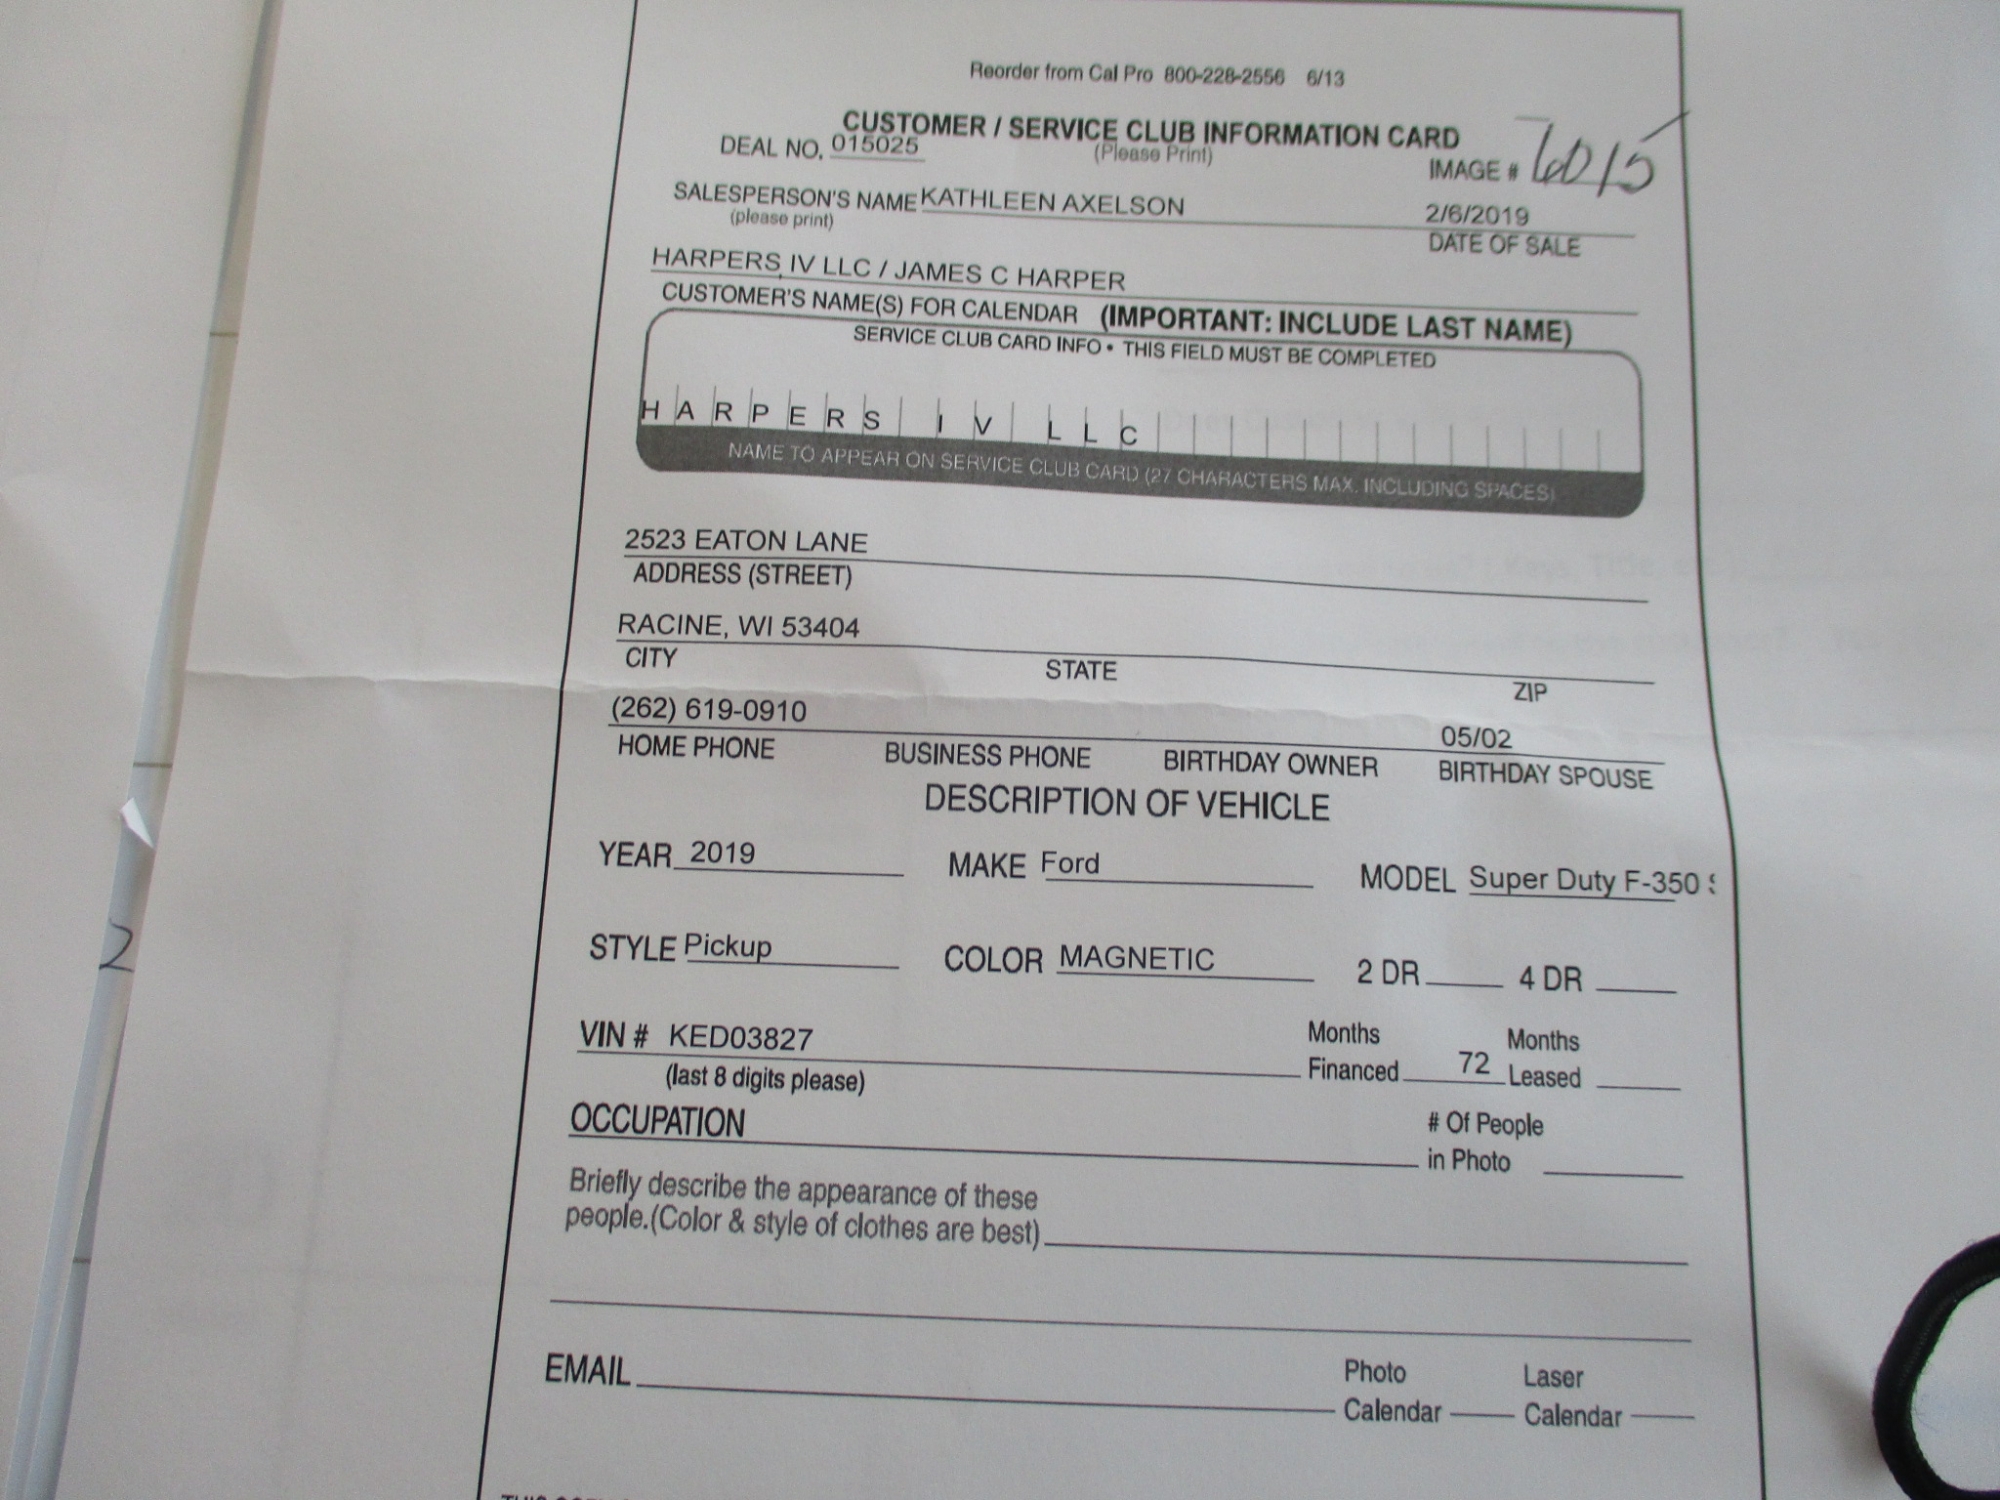 Reorder from Cal Pro 800-228-2556 6/13
CUSTOMER / SERVICE CLUB INFORMATION CARD
DEAL NO. 015025 (Please Print) IMAGE # 6015
SALESPERSON'S NAME KATHLEEN AXELSON 2/6/2019
(please print) DATE OF SALE
HARPERS IV LLC / JAMES C HARPER
CUSTOMER'S NAME(S) FOR CALENDAR (IMPORTANT: INCLUDE LAST NAME)
SERVICE CLUB CARD INFO • THIS FIELD MUST BE COMPLETED
HARPERS IV LLC
NAME TO APPEAR ON SERVICE CLUB CARD (27 CHARACTERS MAX. INCLUDING SPACES)
2523 EATON LANE
ADDRESS (STREET)
RACINE, WI 53404
CITY STATE ZIP
(262) 619-0910 05/02
HOME PHONE BUSINESS PHONE BIRTHDAY OWNER BIRTHDAY SPOUSE
DESCRIPTION OF VEHICLE
YEAR 2019 MAKE Ford MODEL Super Duty F-350
STYLE Pickup COLOR MAGNETIC 2 DR 4 DR
VIN # KED03827 Months Financed 72 Months Leased
(last 8 digits please)
OCCUPATION # Of People in Photo
Briefly describe the appearance of these
people.(Color & style of clothes are best)
EMAIL Photo Calendar Laser Calendar
2